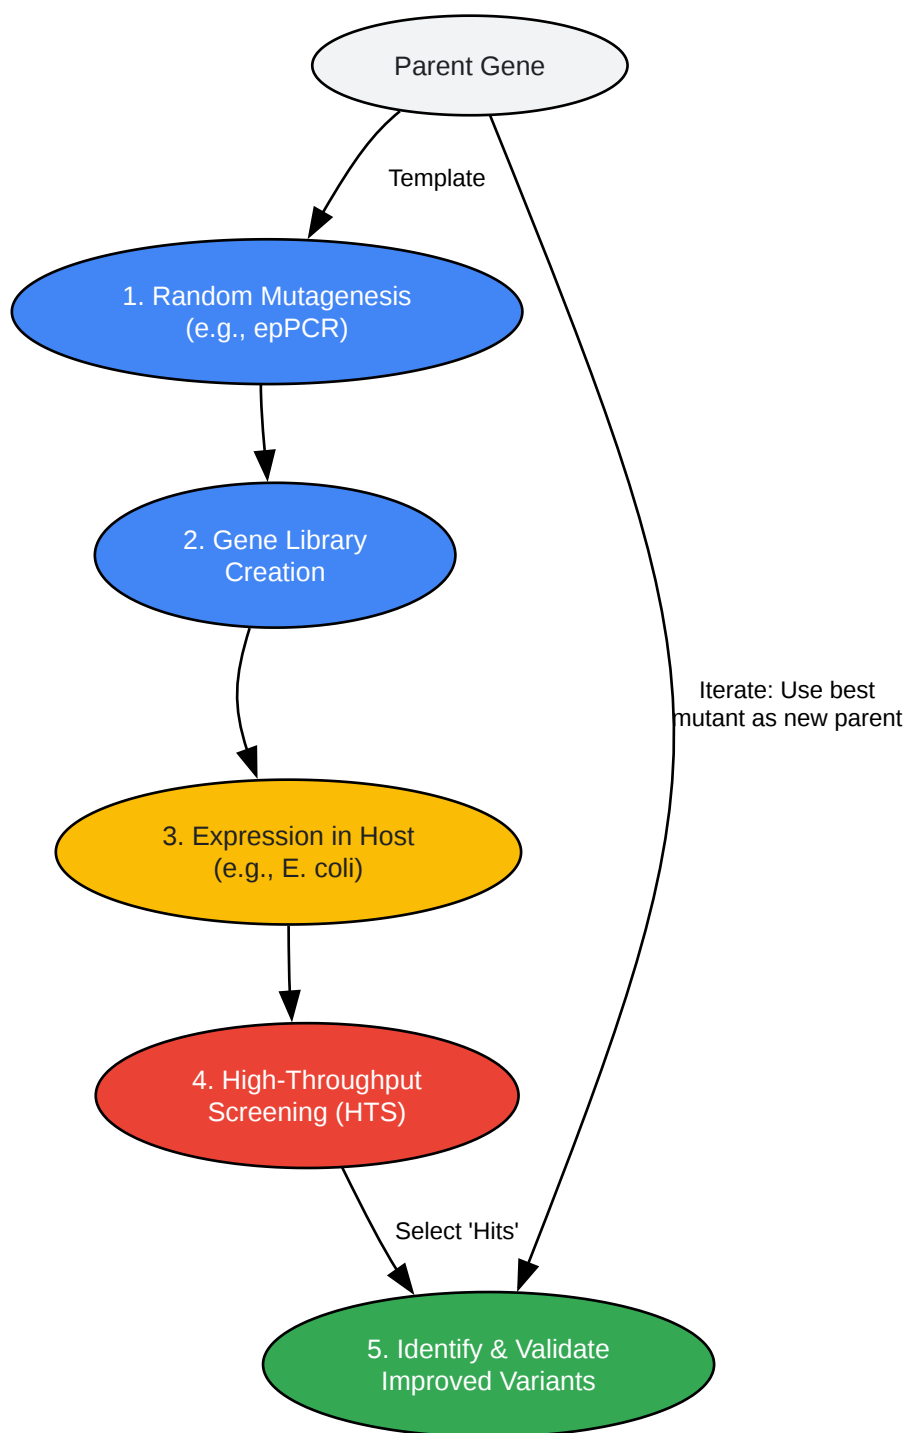 Parent Gene
Template
1. Random Mutagenesis
(e.g., epPCR)
2. Gene Library
Creation
Iterate: Use best
mutant as new parent
3. Expression in Host
(e.g., E. coli)
4. High-Throughput
Screening (HTS)
Select 'Hits'
5. Identify & Validate
Improved Variants